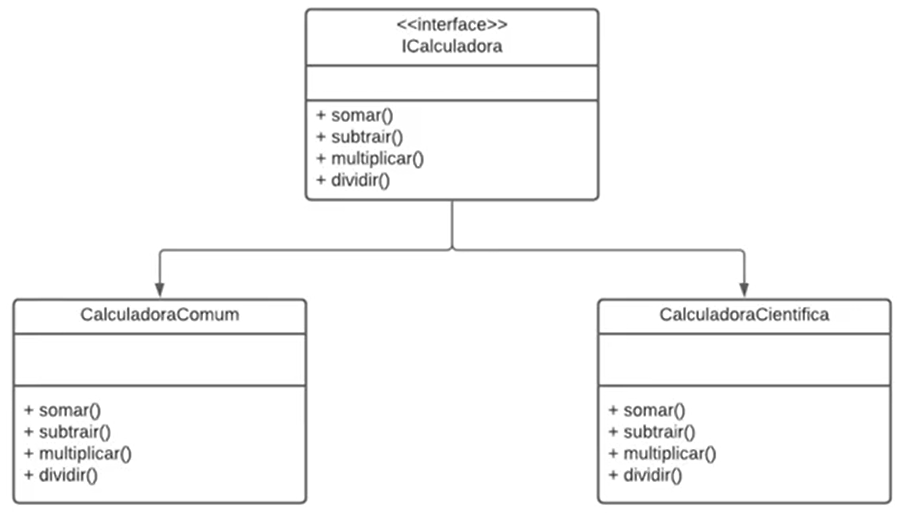 <<interface>>
ICalculadora
+ somar()
+ subtrair()
+ multiplicar()
+ dividir()
CalculadoraComum
+ somar()
+ subtrair()
+ multiplicar()
+ dividir()
CalculadoraCientifica
+ somar()
+ subtrair()
+ multiplicar()
+ dividir()